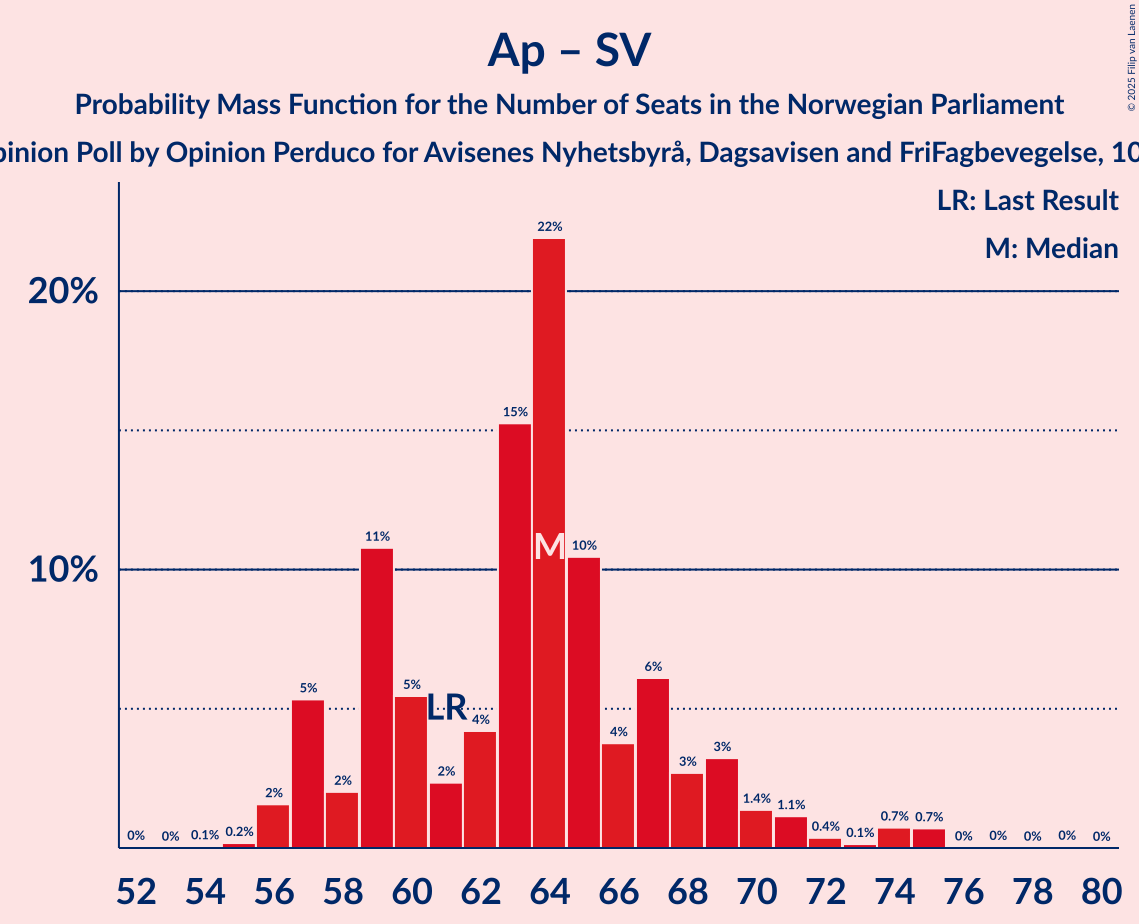 © 2025 Filip van Laenen
Ap – SV
Probability Mass Function for the Number of Seats in the Norwegian Parliament
Opinion Poll by Opinion Perduco for Avisenes Nyhetsbyrå, Dagsavisen and FriFagbevegelse, 10
LR: Last Result
M: Median
20%
10%
0% 0% 0.1% 0.2% 2% 5% 2% 11% 5% 2% 4% 15% 22% 10% 4% 6% 3% 3% 1.4% 1.1% 0.4% 0.1% 0.7% 0.7% 0% 0% 0% 0% 0%
LR
M
52 54 56 58 60 62 64 66 68 70 72 74 76 78 80